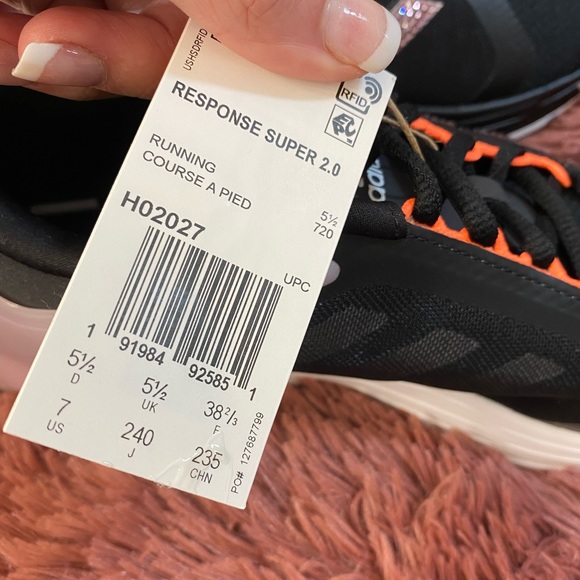 USHSDRFID
RFID
RESPONSE SUPER 2.0
RUNNING
COURSE A PIED
5½
720
H02027
UPC
1 91984 92585 1
5½ D
5½ UK
38⅔ F
7 US
240 J
235 CHN
PO# 127687799
adidas